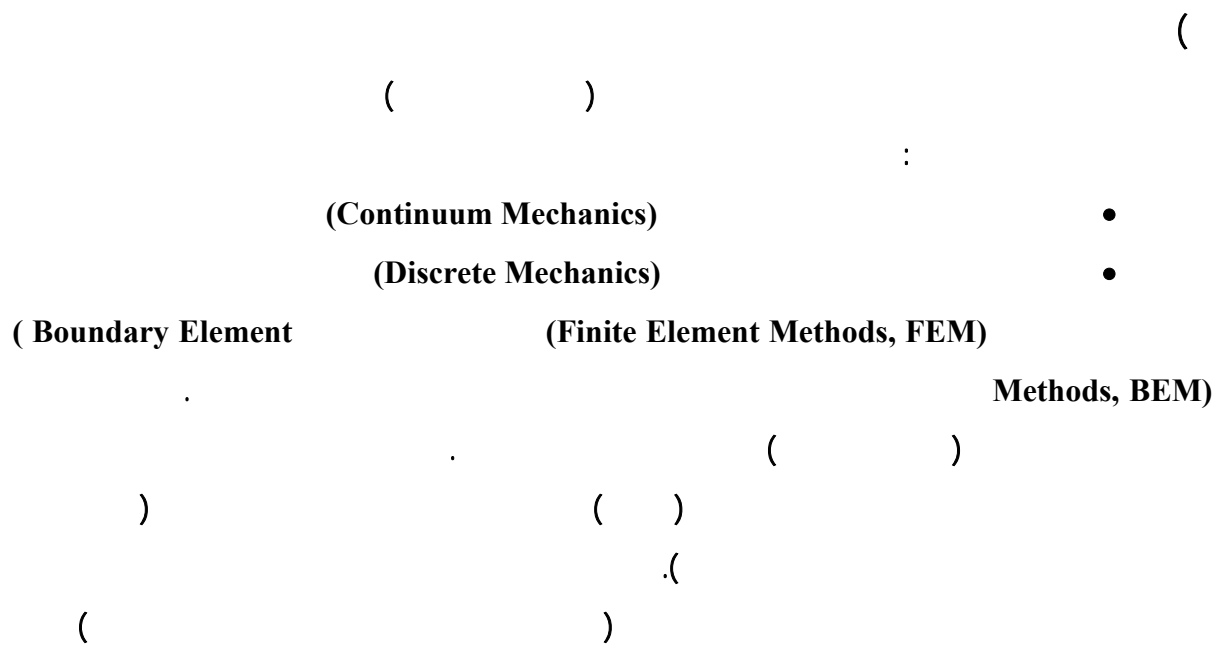 )
( )
:
• (Continuum Mechanics)
• (Discrete Mechanics)
(Finite Element Methods, FEM) ( Boundary Element
Methods, BEM) .
( ) .
( ) (
).
( )